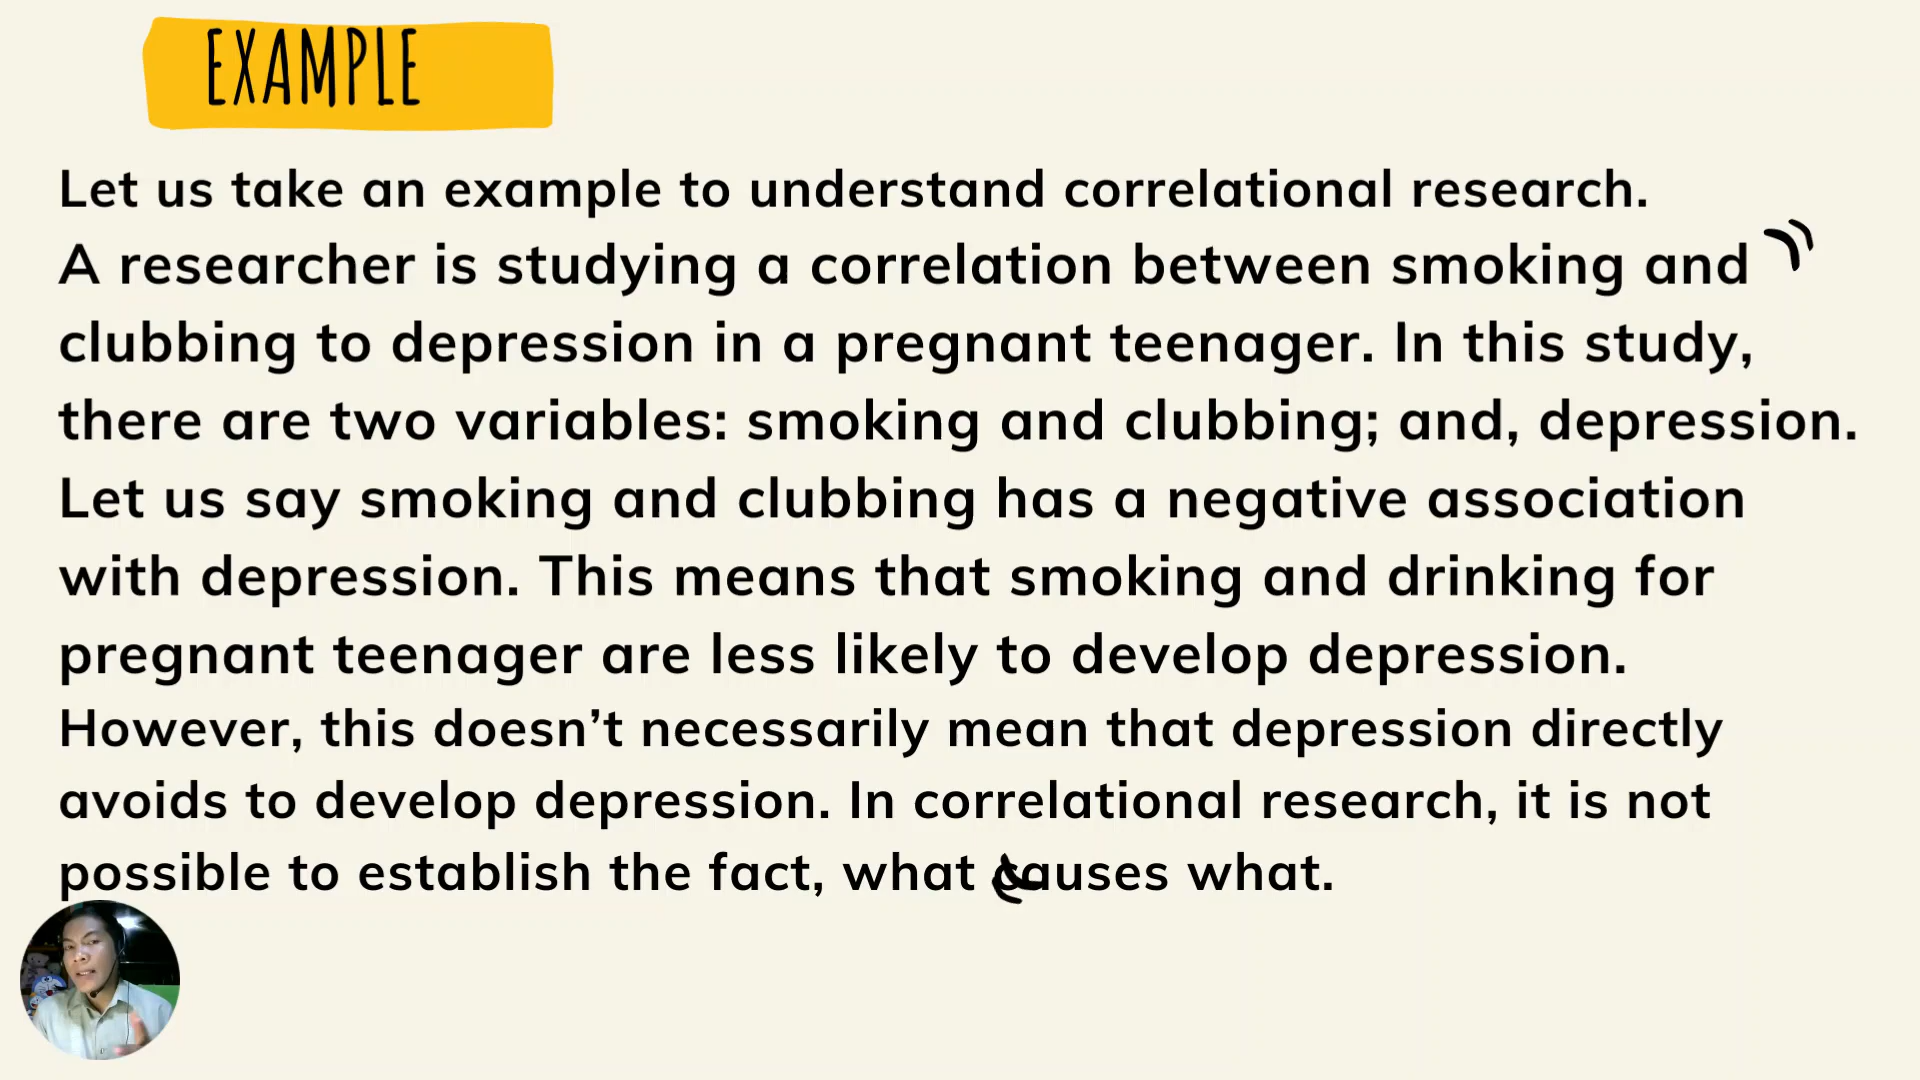 EXAMPLE
Let us take an example to understand correlational research.
A researcher is studying a correlation between smoking and
clubbing to depression in a pregnant teenager. In this study,
there are two variables: smoking and clubbing; and, depression.
Let us say smoking and clubbing has a negative association
with depression. This means that smoking and drinking for
pregnant teenager are less likely to develop depression.
However, this doesn’t necessarily mean that depression directly
avoids to develop depression. In correlational research, it is not
possible to establish the fact, what causes what.